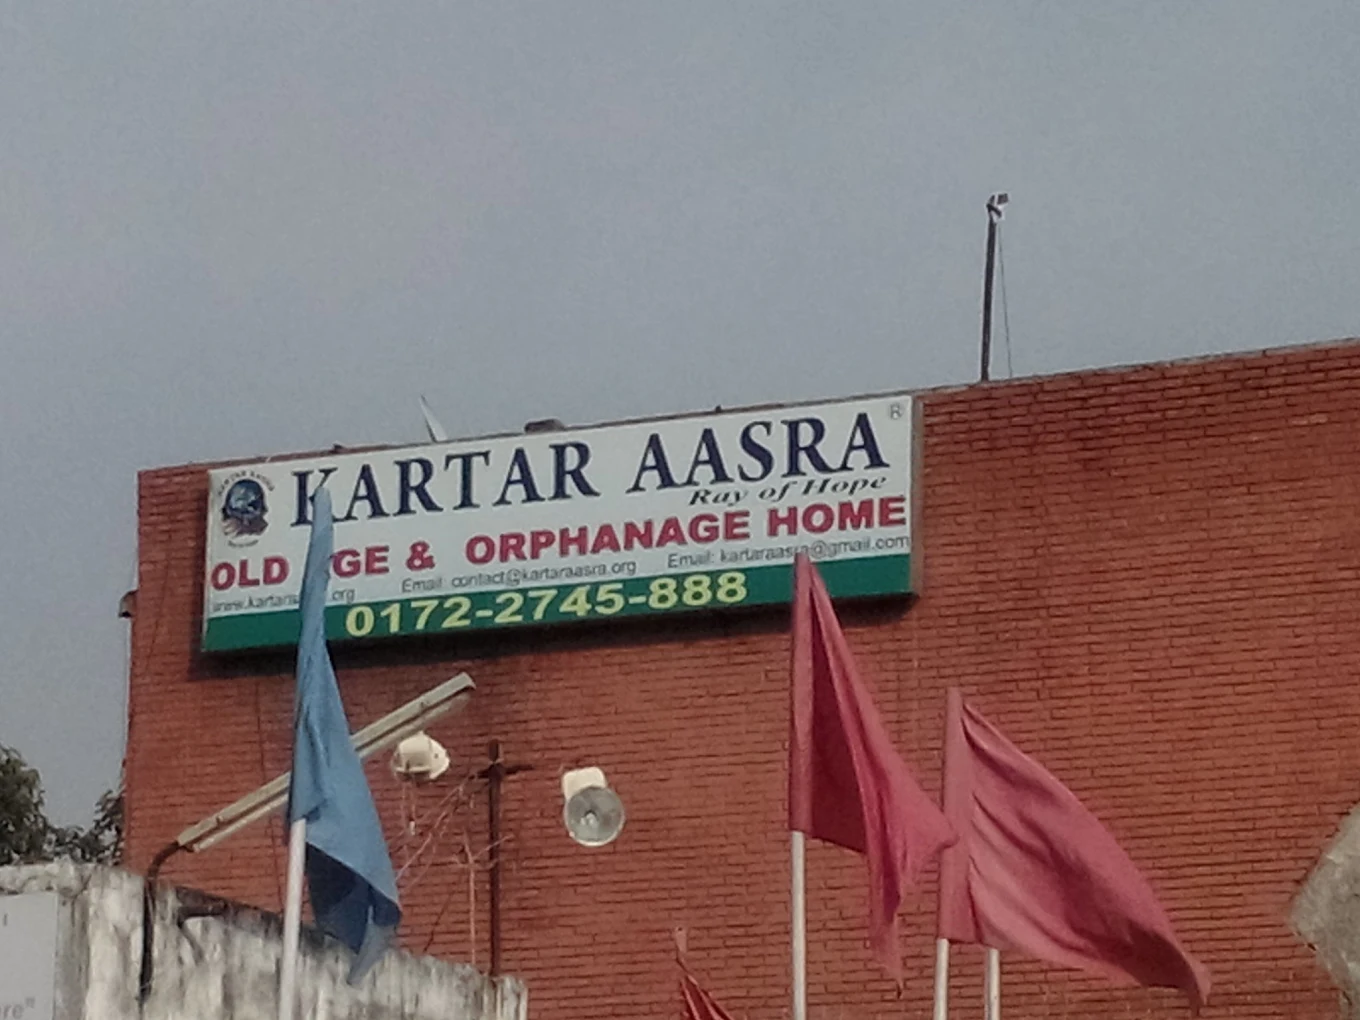 KARTAR AASRA ®
Ray of Hope
OLD GE & ORPHANAGE HOME
Email: contact@kartaraasra.org Email: kartaraasra@gmail.com
0172-2745-888